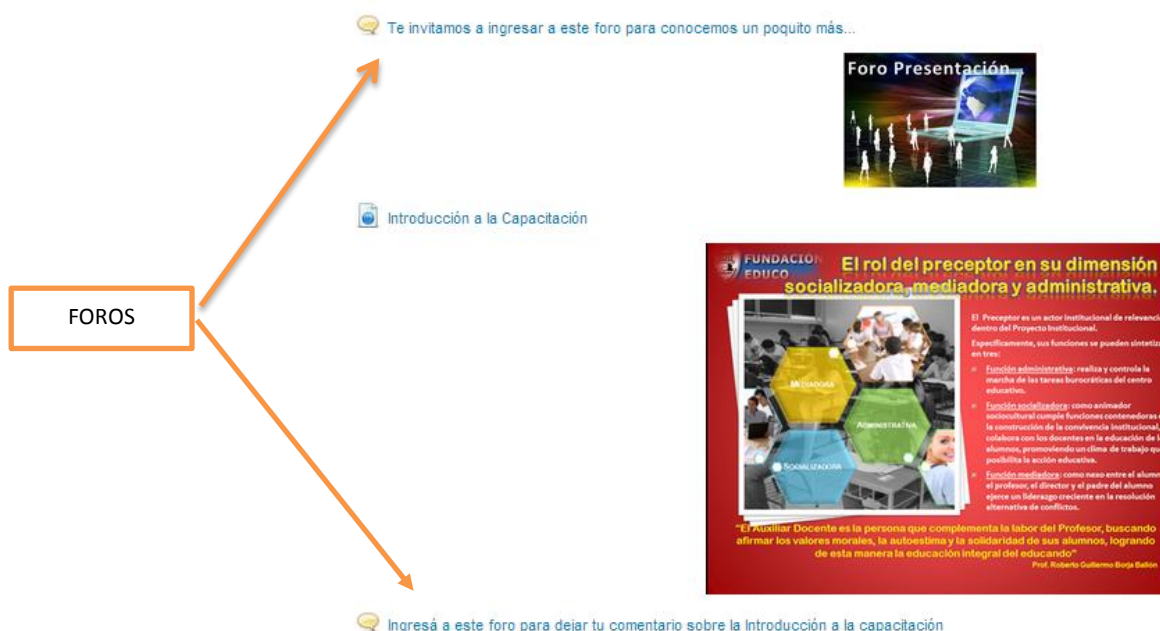 Te invitamos a ingresar a este foro para conocernos un poquito más...
Foro Presentación
Introducción a la Capacitación
FOROS
FUNDACIÓN
EDUCO
El rol del preceptor en su dimensión
socializadora, mediadora y administrativa.
El Preceptor es un actor institucional de relevancia
dentro del Proyecto Institucional.
Específicamente, sus funciones se pueden sintetiza
en tres:
Función administrativa: realiza y controla la
marcha de las tareas burocráticas del centro
educativo.
Función socializadora: como animador
sociocultural cumple funciones contenedoras e
la construcción de la convivencia institucional,
colabora con los docentes en la educación de lo
alumnos, promoviendo un clima de trabajo qu
posibilita la acción educativa.
Función mediadora: como nexo entre el alumn
el profesor, el director y el padre del alumno
ejerce un liderazgo creciente en la resolución
alternativa de conflictos.
MEDIADORA
ADMINISTRATIVA
SOCIALIZADORA
"El Auxiliar Docente es la persona que complementa la labor del Profesor, buscando
afirmar los valores morales, la autoestima y la solidaridad de sus alumnos, logrando
de esta manera la educación integral del educando"
Prof. Roberto Guillermo Borja Ballón
Ingresá a este foro para dejar tu comentario sobre la Introducción a la capacitación